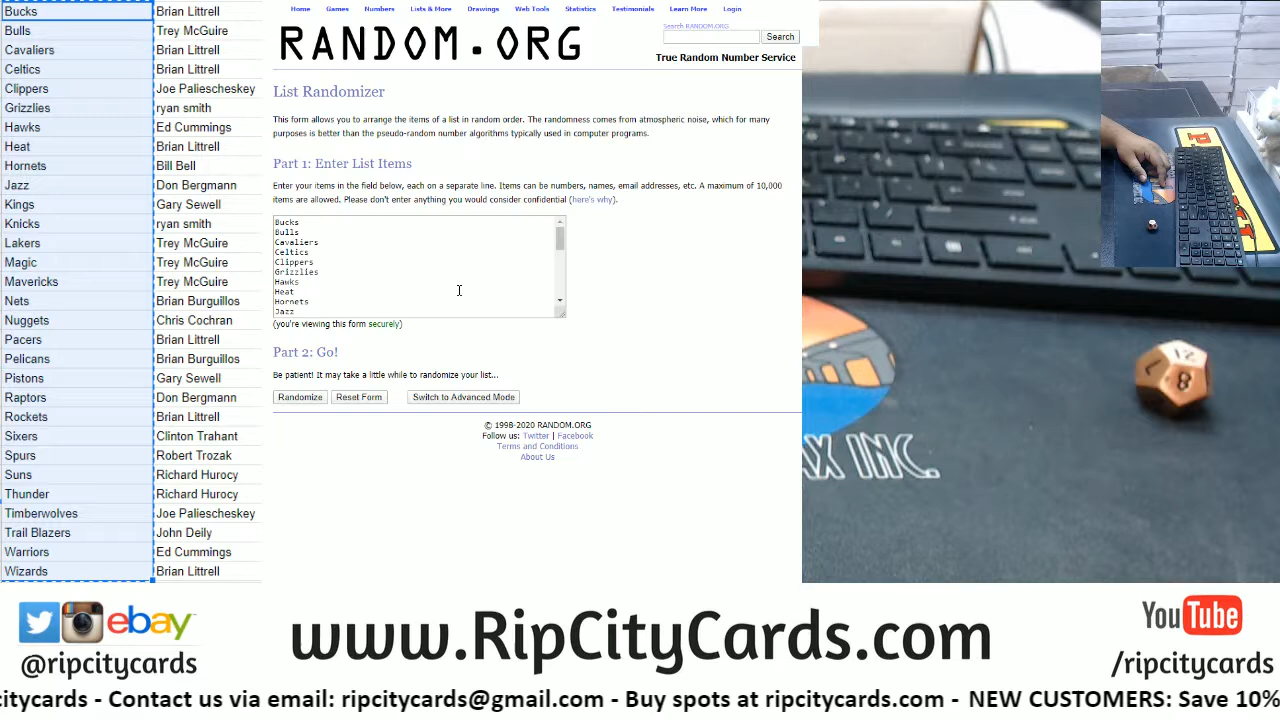 Bucks Brian Littrell
Bulls Trey McGuire
Cavaliers Brian Littrell
Celtics Brian Littrell
Clippers Joe Paliescheskey
Grizzlies ryan smith
Hawks Ed Cummings
Heat Brian Littrell
Hornets Bill Bell
Jazz Don Bergmann
Kings Gary Sewell
Knicks ryan smith
Lakers Trey McGuire
Magic Trey McGuire
Mavericks Trey McGuire
Nets Brian Burguillos
Nuggets Chris Cochran
Pacers Brian Littrell
Pelicans Brian Burguillos
Pistons Gary Sewell
Raptors Don Bergmann
Rockets Brian Littrell
Sixers Clinton Trahant
Spurs Robert Trozak
Suns Richard Hurocy
Thunder Richard Hurocy
Timberwolves Joe Paliescheskey
Trail Blazers John Deily
Warriors Ed Cummings
Wizards Brian Littrell
Home Games Numbers Lists & More Drawings Web Tools Statistics Testimonials Learn More Login
RANDOM.ORG
Search RANDOM.ORG
Search
True Random Number Service
List Randomizer
This form allows you to arrange the items of a list in random order. The randomness comes from atmospheric noise, which for many
purposes is better than the pseudo-random number algorithms typically used in computer programs.
Part 1: Enter List Items
Enter your items in the field below, each on a separate line. Items can be numbers, names, email addresses, etc. A maximum of 10,000
items are allowed. Please don't enter anything you would consider confidential (here's why).
Bucks
Bulls
Cavaliers
Celtics
Clippers
Grizzlies
Hawks
Heat
Hornets
Jazz
(you're viewing this form securely)
Part 2: Go!
Be patient! It may take a little while to randomize your list...
Randomize Reset Form Switch to Advanced Mode
© 1998-2020 RANDOM.ORG
Follow us: Twitter | Facebook
Terms and Conditions
About Us
12
8
7
AX INC.
ebay
@ripcitycards
www.RipCityCards.com
YouTube
/ripcitycards
citycards - Contact us via email: ripcitycards@gmail.com - Buy spots at ripcitycards.com - NEW CUSTOMERS: Save 10%